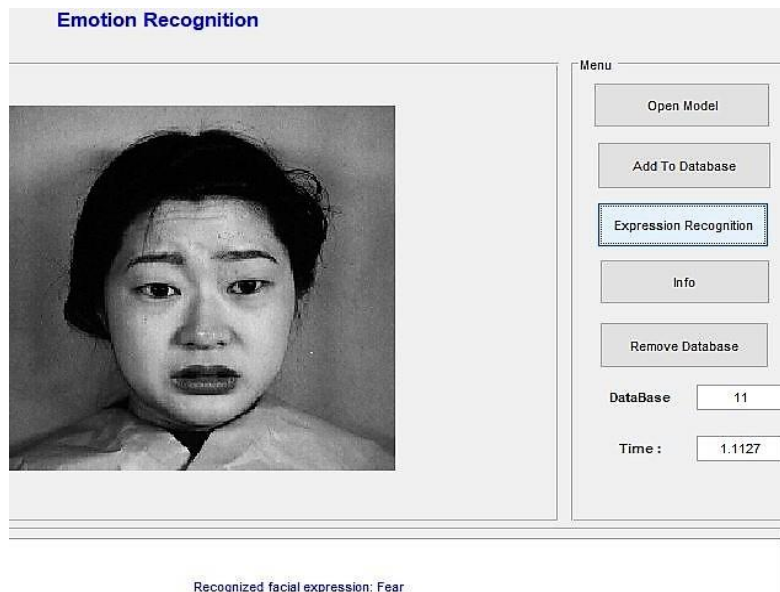 Emotion Recognition
Menu
Open Model
Add To Database
Expression Recognition
Info
Remove Database
DataBase 11
Time : 1.1127
Recognized facial expression: Fear